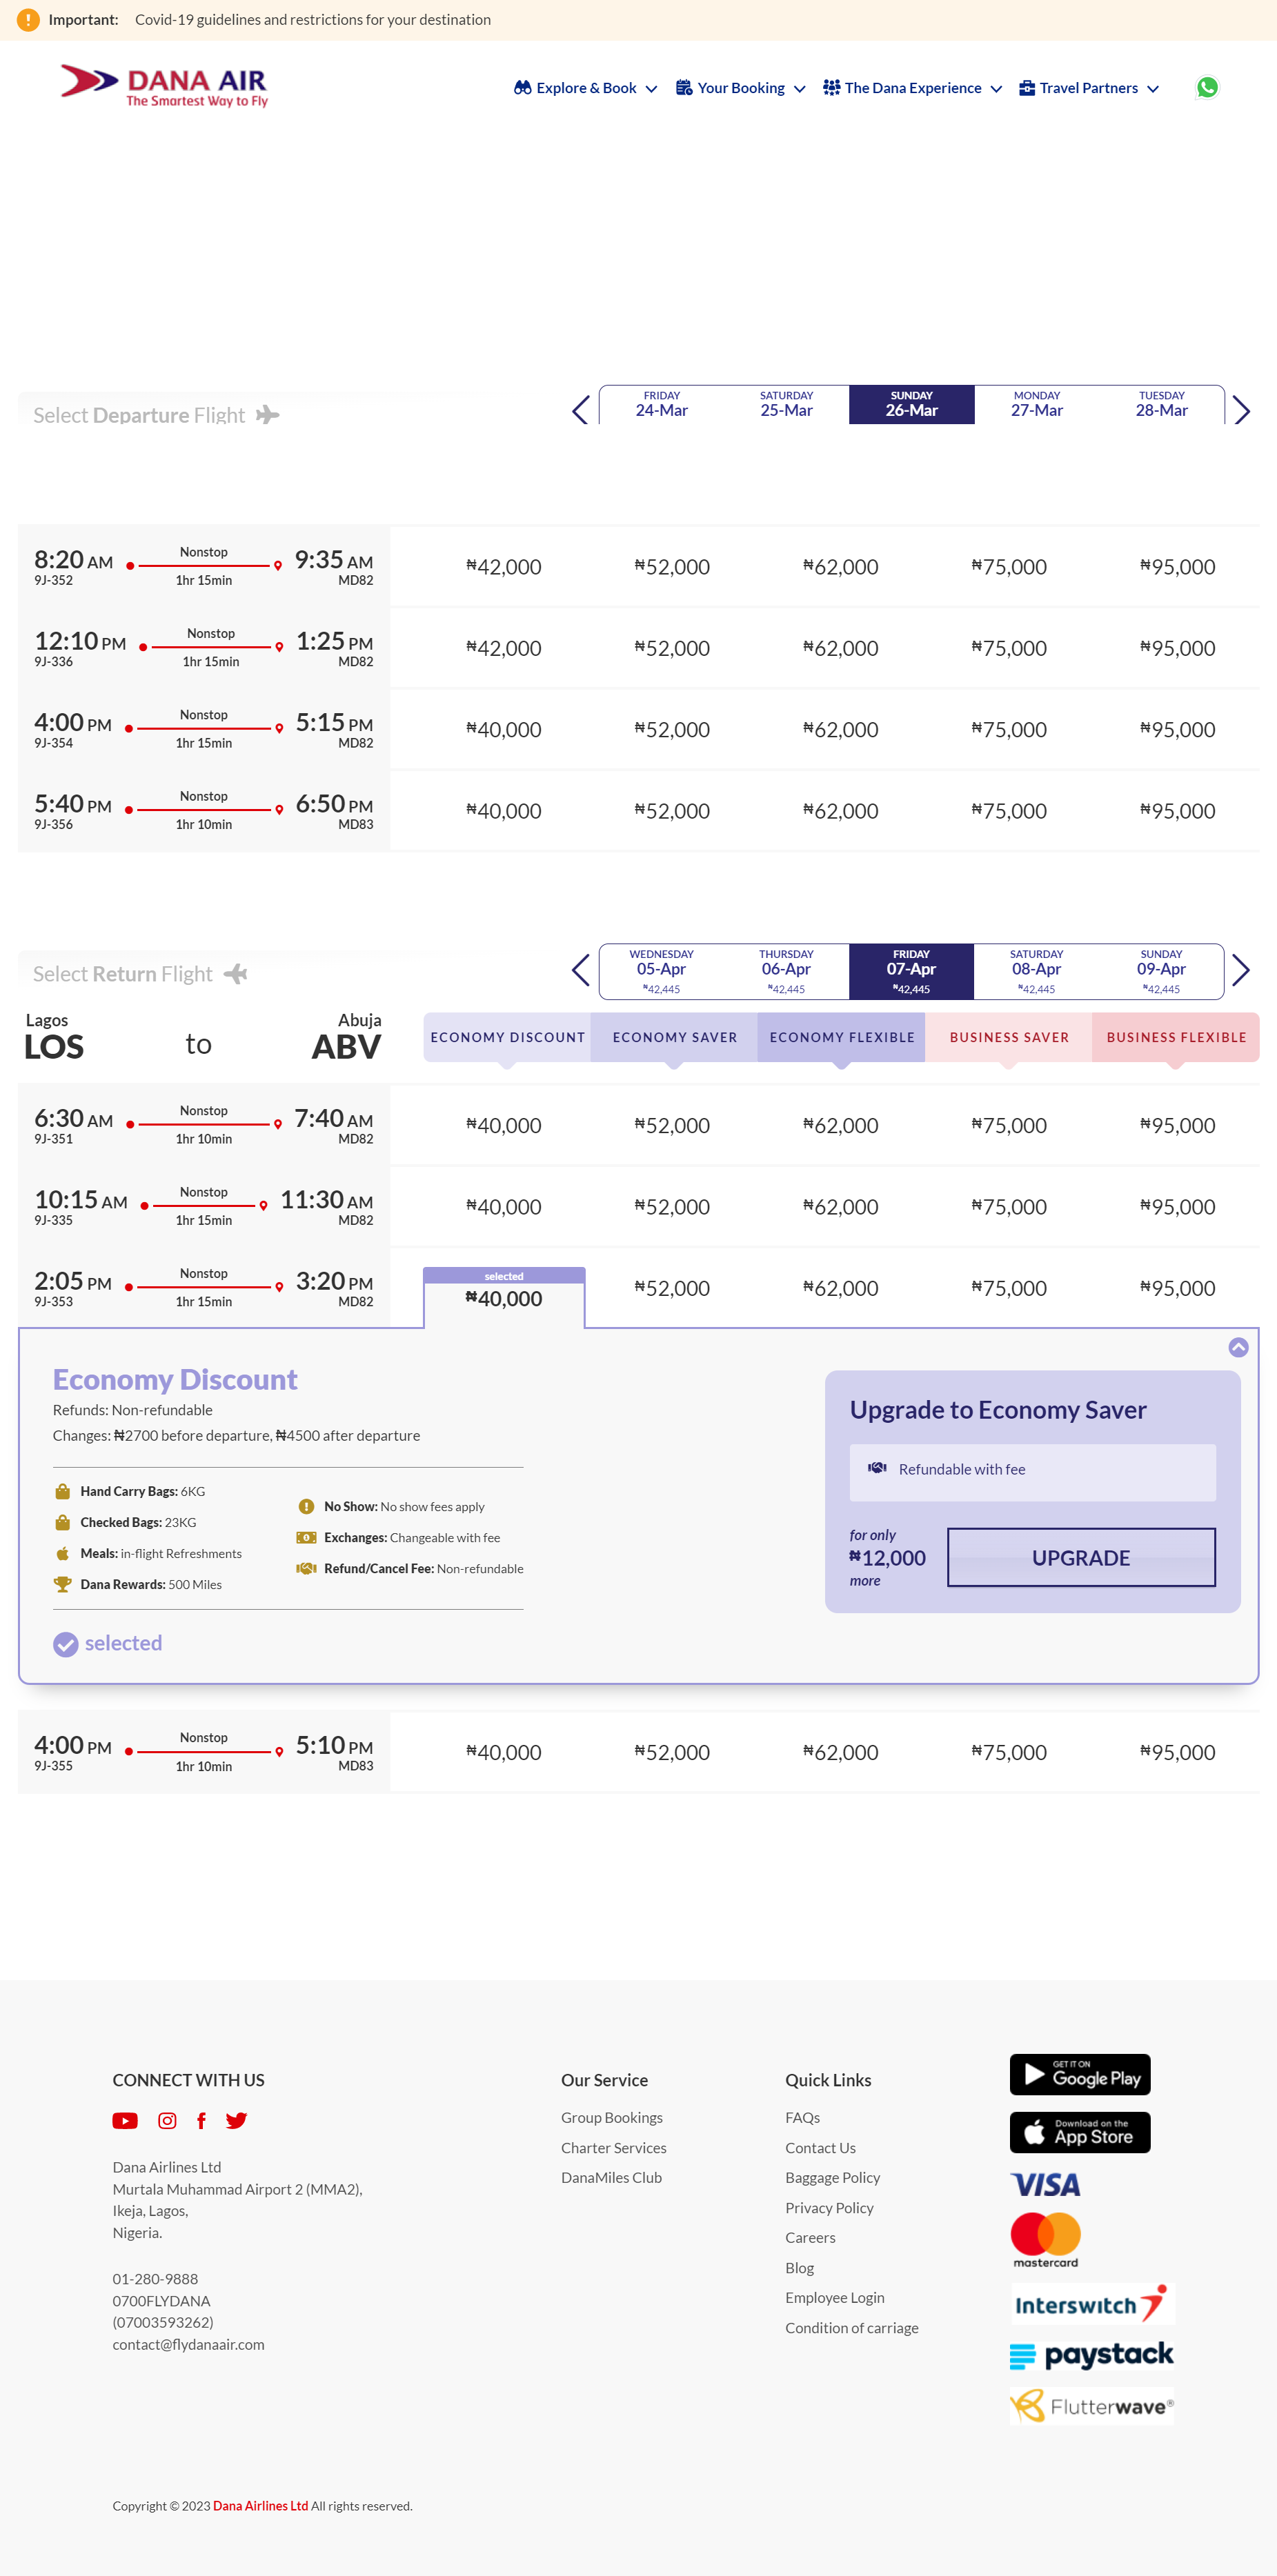 Important: Covid-19 guidelines and restrictions for your destination
DANA AIR
The Smartest Way to Fly
Explore & Book
Your Booking
The Dana Experience
Travel Partners
Select Departure Flight
FRIDAY
24-Mar
SATURDAY
25-Mar
SUNDAY
26-Mar
MONDAY
27-Mar
TUESDAY
28-Mar
8:20 AM Nonstop 9:35 AM
9J-352 1hr 15min MD82
₦42,000 ₦52,000 ₦62,000 ₦75,000 ₦95,000
12:10 PM Nonstop 1:25 PM
9J-336 1hr 15min MD82
₦42,000 ₦52,000 ₦62,000 ₦75,000 ₦95,000
4:00 PM Nonstop 5:15 PM
9J-354 1hr 15min MD82
₦40,000 ₦52,000 ₦62,000 ₦75,000 ₦95,000
5:40 PM Nonstop 6:50 PM
9J-356 1hr 10min MD83
₦40,000 ₦52,000 ₦62,000 ₦75,000 ₦95,000
Select Return Flight
WEDNESDAY
05-Apr
₦42,445
THURSDAY
06-Apr
₦42,445
FRIDAY
07-Apr
₦42,445
SATURDAY
08-Apr
₦42,445
SUNDAY
09-Apr
₦42,445
Lagos
LOS
to
Abuja
ABV
ECONOMY DISCOUNT
ECONOMY SAVER
ECONOMY FLEXIBLE
BUSINESS SAVER
BUSINESS FLEXIBLE
6:30 AM Nonstop 7:40 AM
9J-351 1hr 10min MD82
₦40,000 ₦52,000 ₦62,000 ₦75,000 ₦95,000
10:15 AM Nonstop 11:30 AM
9J-335 1hr 15min MD82
₦40,000 ₦52,000 ₦62,000 ₦75,000 ₦95,000
2:05 PM Nonstop 3:20 PM
9J-353 1hr 15min MD82
selected
₦40,000 ₦52,000 ₦62,000 ₦75,000 ₦95,000
Economy Discount
Refunds: Non-refundable
Changes: ₦2700 before departure, ₦4500 after departure
Hand Carry Bags: 6KG
Checked Bags: 23KG
Meals: in-flight Refreshments
Dana Rewards: 500 Miles
No Show: No show fees apply
Exchanges: Changeable with fee
Refund/Cancel Fee: Non-refundable
selected
Upgrade to Economy Saver
Refundable with fee
for only
₦12,000
more
UPGRADE
4:00 PM Nonstop 5:10 PM
9J-355 1hr 10min MD83
₦40,000 ₦52,000 ₦62,000 ₦75,000 ₦95,000
CONNECT WITH US
Dana Airlines Ltd
Murtala Muhammad Airport 2 (MMA2),
Ikeja, Lagos,
Nigeria.
01-280-9888
0700FLYDANA
(07003593262)
contact@flydanaair.com
Our Service
Group Bookings
Charter Services
DanaMiles Club
Quick Links
FAQs
Contact Us
Baggage Policy
Privacy Policy
Careers
Blog
Employee Login
Condition of carriage
GET IT ON
Google Play
Download on the
App Store
VISA
mastercard
Interswitch
paystack
Flutterwave®
Copyright © 2023 Dana Airlines Ltd All rights reserved.